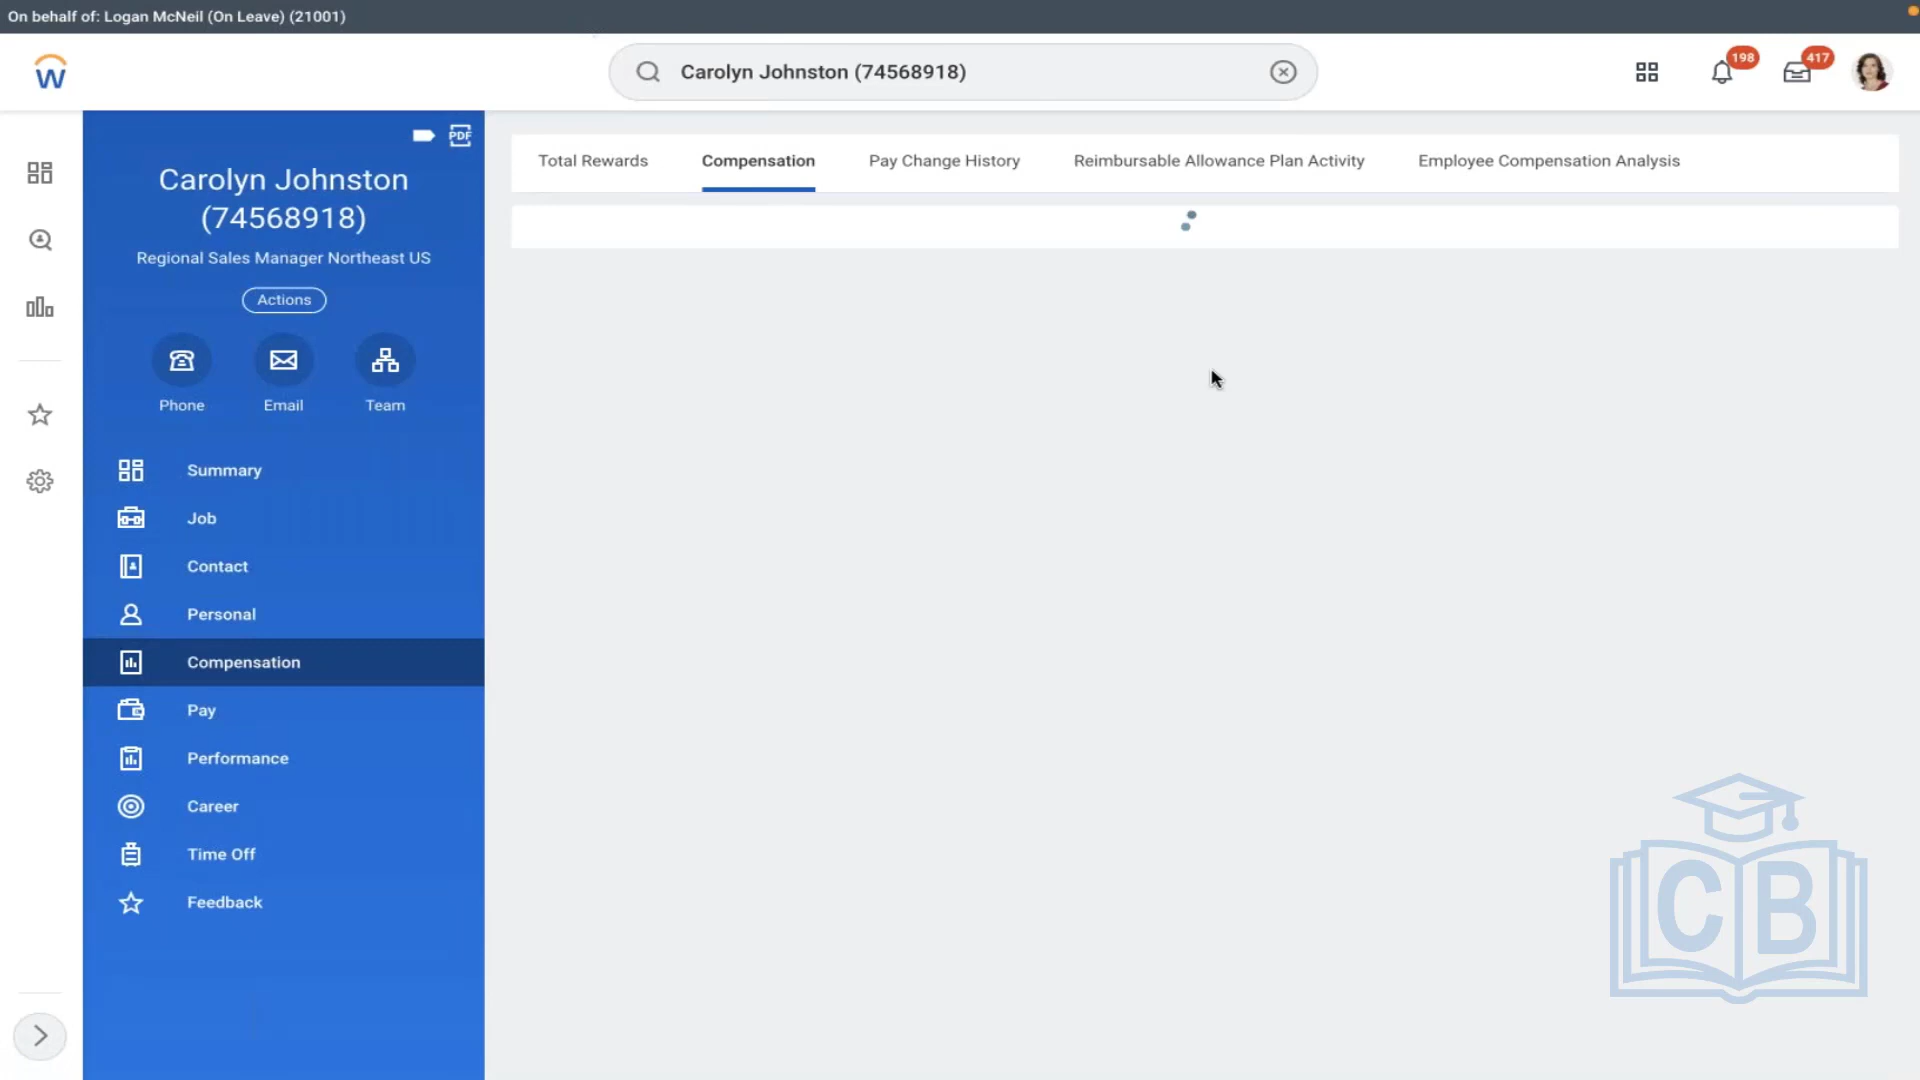 On behalf of: Logan McNeil (On Leave) (21001)
W
Carolyn Johnston (74568918)
198
417
PDF
Carolyn Johnston
(74568918)
Regional Sales Manager Northeast US
Actions
Phone Email Team
Summary
Job
Contact
Personal
Compensation
Pay
Performance
Career
Time Off
Feedback
Total Rewards Compensation Pay Change History Reimbursable Allowance Plan Activity Employee Compensation Analysis
CB